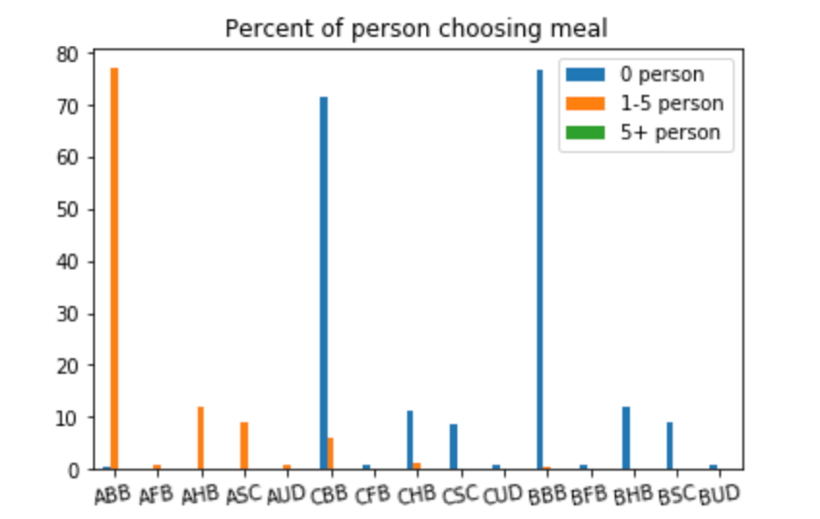 Percent of person choosing meal
80
70
60
50
40
30
20
10
0
0 person
1-5 person
5+ person
ABB AFB AHB ASC AUD CBB CFB CHB CSC CUD BBB BFB BHB BSC BUD